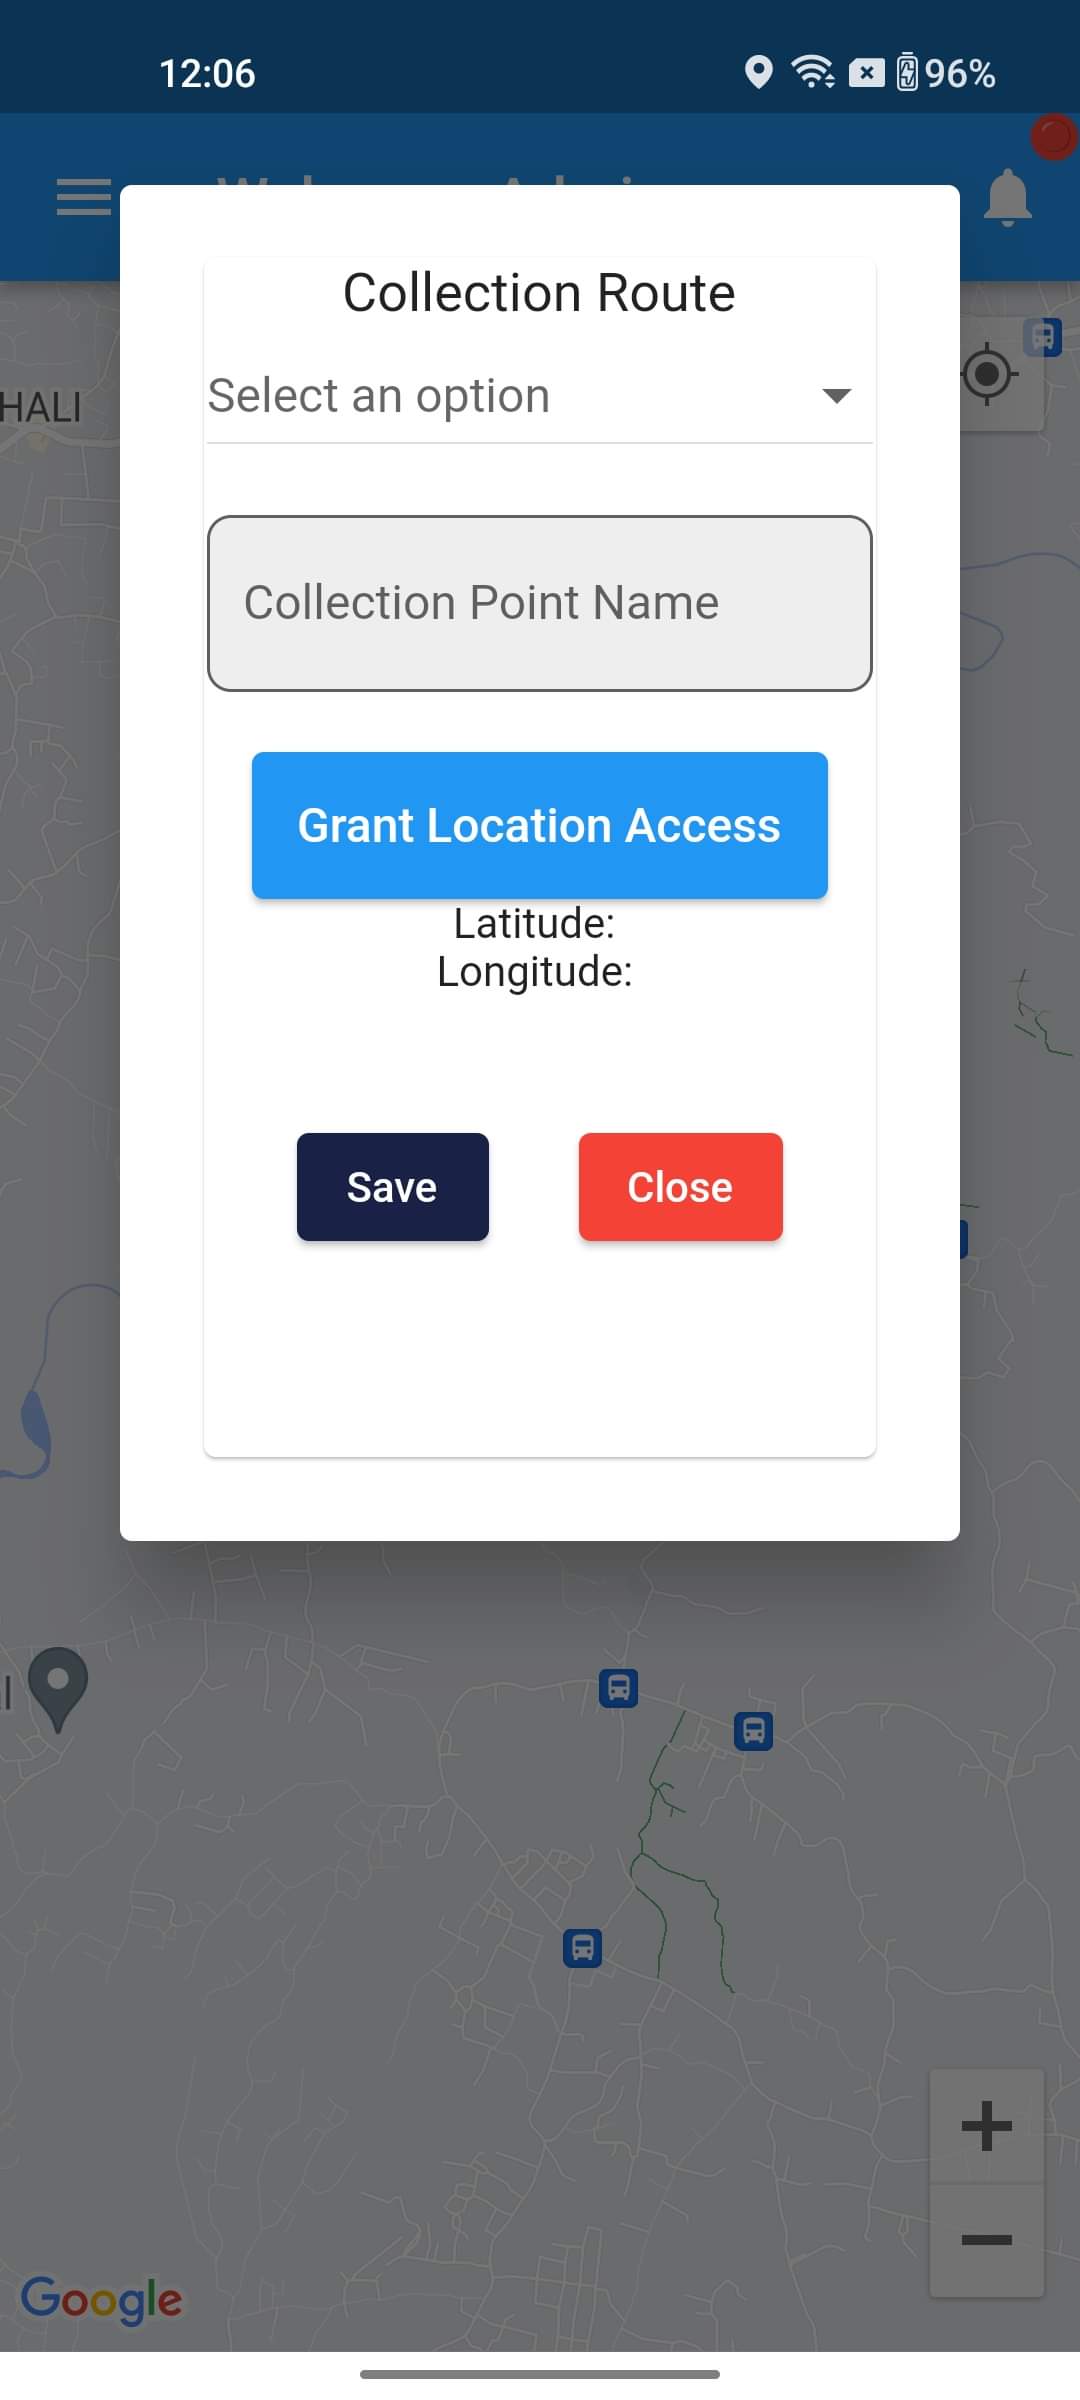 12:06
96%
Collection Route
Select an option
HALI
Collection Point Name
Grant Location Access
Latitude:
Longitude:
Save
Close
Google